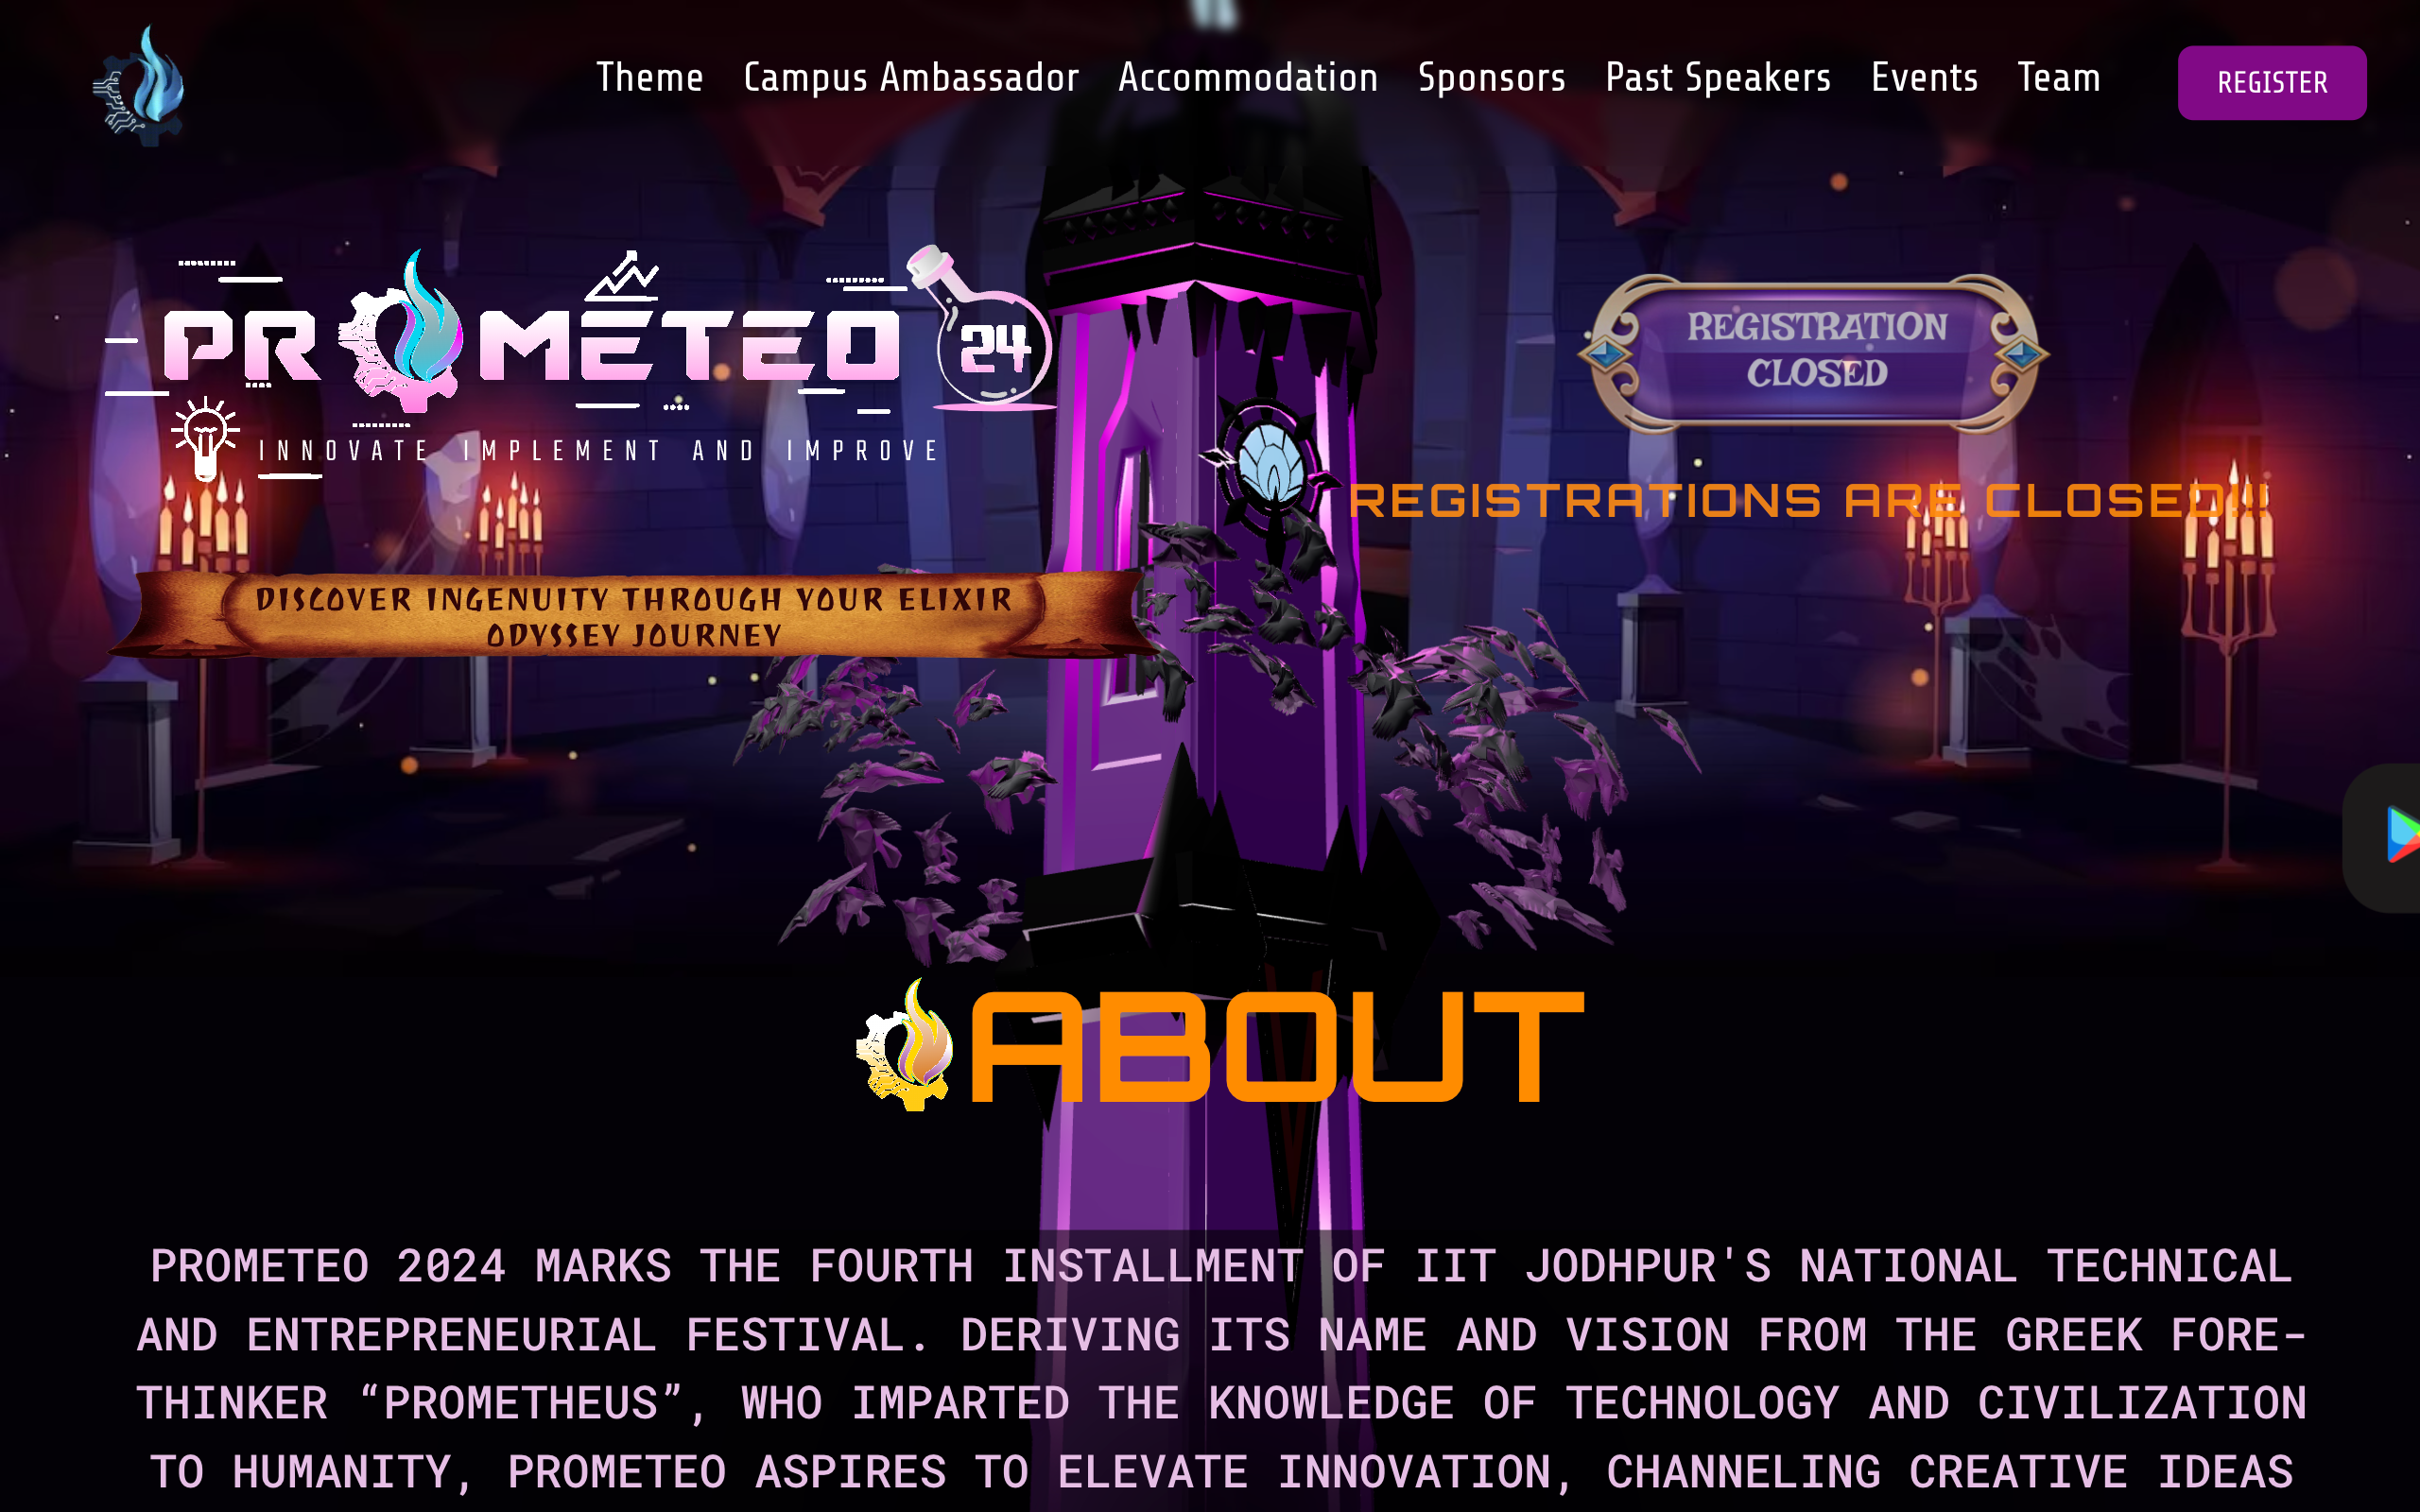 Theme Campus Ambassador Accommodation Sponsors Past Speakers Events Team REGISTER
PROMETEO 24
INNOVATE IMPLEMENT AND IMPROVE
REGISTRATION
CLOSED
REGISTRATIONS ARE CLOSED!!!
DISCOVER INGENUITY THROUGH YOUR ELIXIR
ODYSSEY JOURNEY
ABOUT
PROMETEO 2024 MARKS THE FOURTH INSTALLMENT OF IIT JODHPUR'S NATIONAL TECHNICAL
AND ENTREPRENEURIAL FESTIVAL. DERIVING ITS NAME AND VISION FROM THE GREEK FORE-
THINKER “PROMETHEUS”, WHO IMPARTED THE KNOWLEDGE OF TECHNOLOGY AND CIVILIZATION
TO HUMANITY, PROMETEO ASPIRES TO ELEVATE INNOVATION, CHANNELING CREATIVE IDEAS